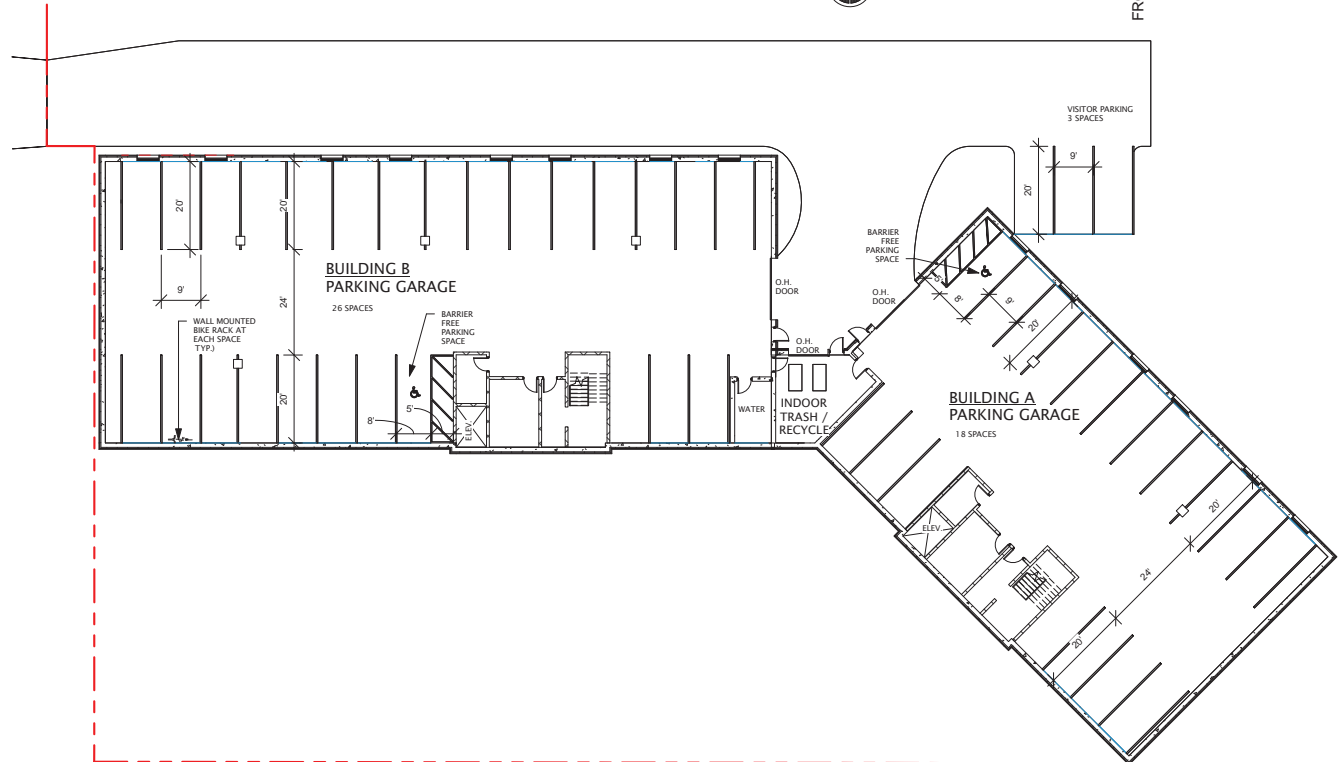 FR
VISITOR PARKING
3 SPACES
9'
20'
20'
20'
BARRIER
FREE
PARKING
SPACE
BUILDING B
PARKING GARAGE
26 SPACES
9'
24'
O.H.
DOOR
O.H.
DOOR
5'
8'
9'
20'
WALL MOUNTED
BIKE RACK AT
EACH SPACE
TYP.)
BARRIER
FREE
PARKING
SPACE
O.H.
DOOR
20'
8'
5'
ELEV.
WATER
INDOOR
TRASH /
RECYCLE
BUILDING A
PARKING GARAGE
18 SPACES
ELEV.
20'
24'
20'